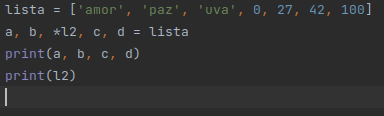 lista = ['amor', 'paz', 'uva', 0, 27, 42, 100]
a, b, *l2, c, d = lista
print(a, b, c, d)
print(l2)